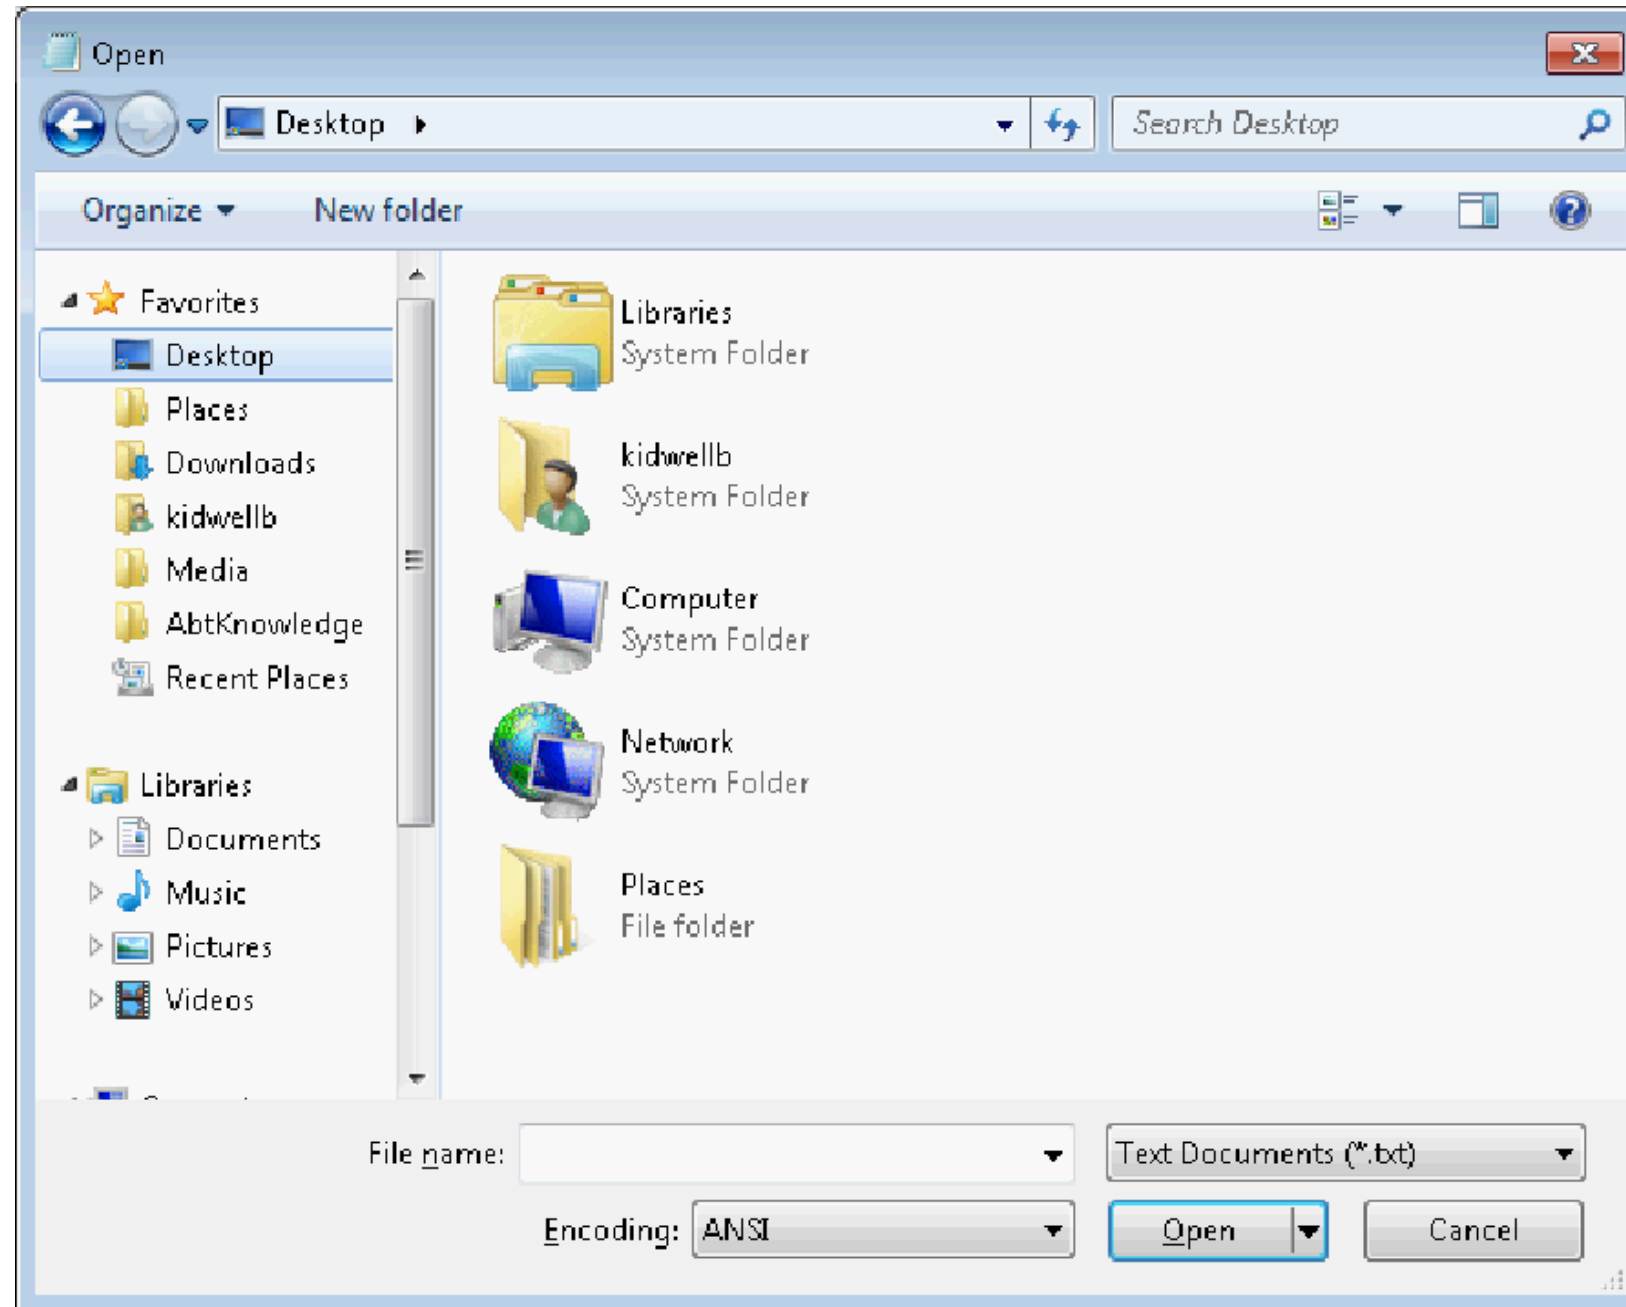 Open
Desktop
Search Desktop
Organize
New folder
Favorites
Desktop
Places
Downloads
kidwellb
Media
AbtKnowledge
Recent Places
Libraries
Documents
Music
Pictures
Videos
Libraries
System Folder
kidwellb
System Folder
Computer
System Folder
Network
System Folder
Places
File folder
File name:
Text Documents (*.txt)
Encoding: ANSI
Open
Cancel